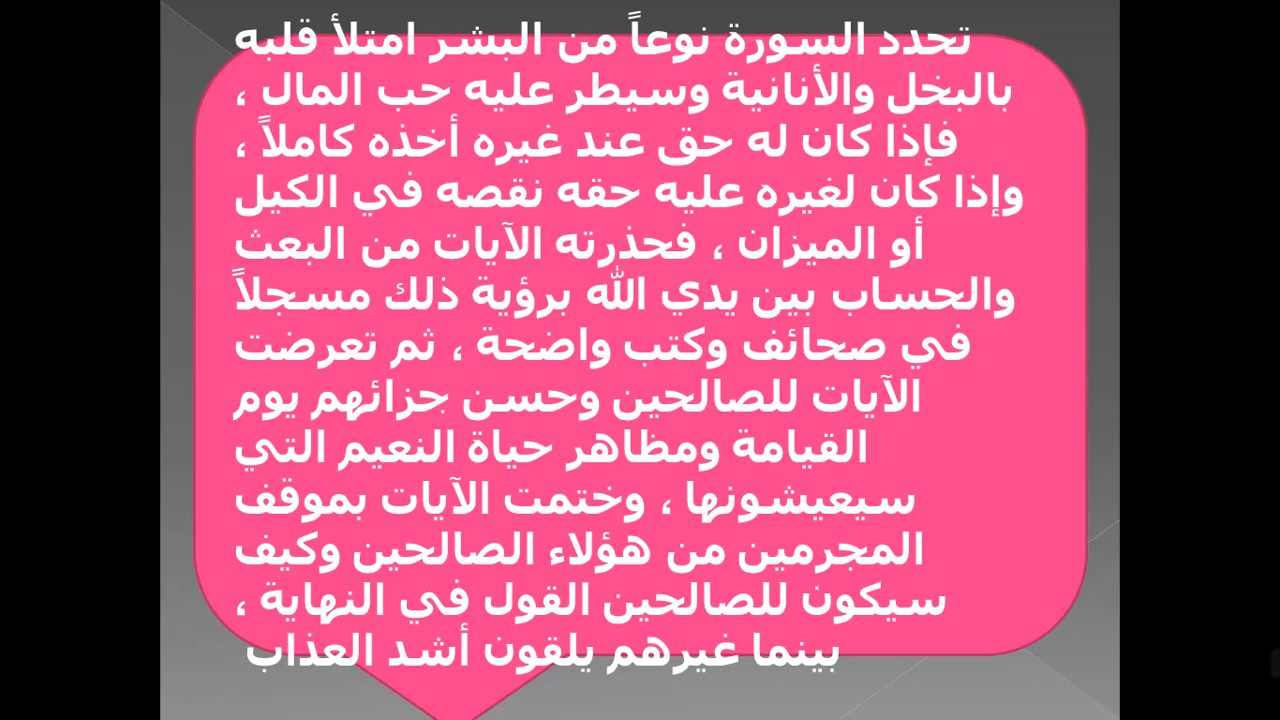 تحدد السورة نوعاً من البشر امتلأ قلبه
بالبخل والأنانية وسيطر عليه حب المال ،
فإذا كان له حق عند غيره أخذه كاملاً ،
وإذا كان لغيره عليه حقه نقصه في الكيل
أو الميزان ، فحذرته الآيات من البعث
والحساب بين يدي الله برؤية ذلك مسجلاً
في صحائف وكتب واضحة ، ثم تعرضت
الآيات للصالحين وحسن جزائهم يوم
القيامة ومظاهر حياة النعيم التي
سيعيشونها ، وختمت الآيات بموقف
المجرمين من هؤلاء الصالحين وكيف
سيكون للصالحين القول في النهاية ،
بينما غيرهم يلقون أشد العذاب